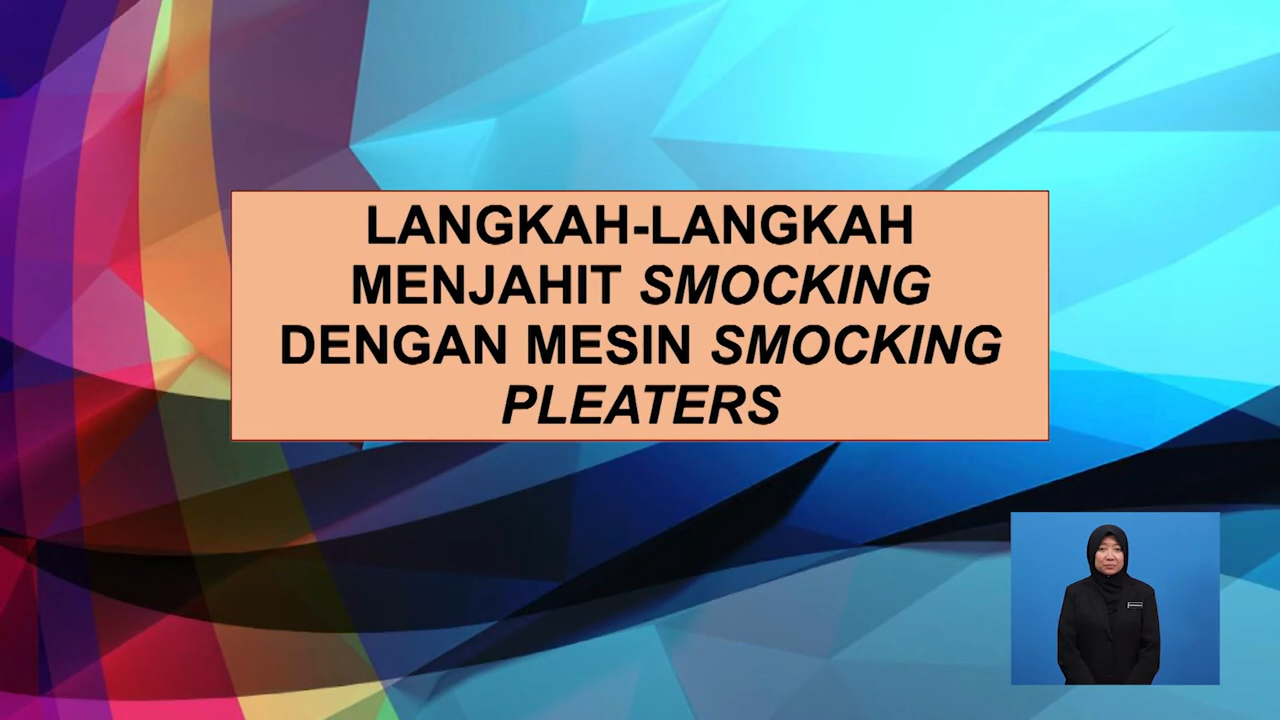 LANGKAH-LANGKAH
MENJAHIT SMOCKING
DENGAN MESIN SMOCKING
PLEATERS